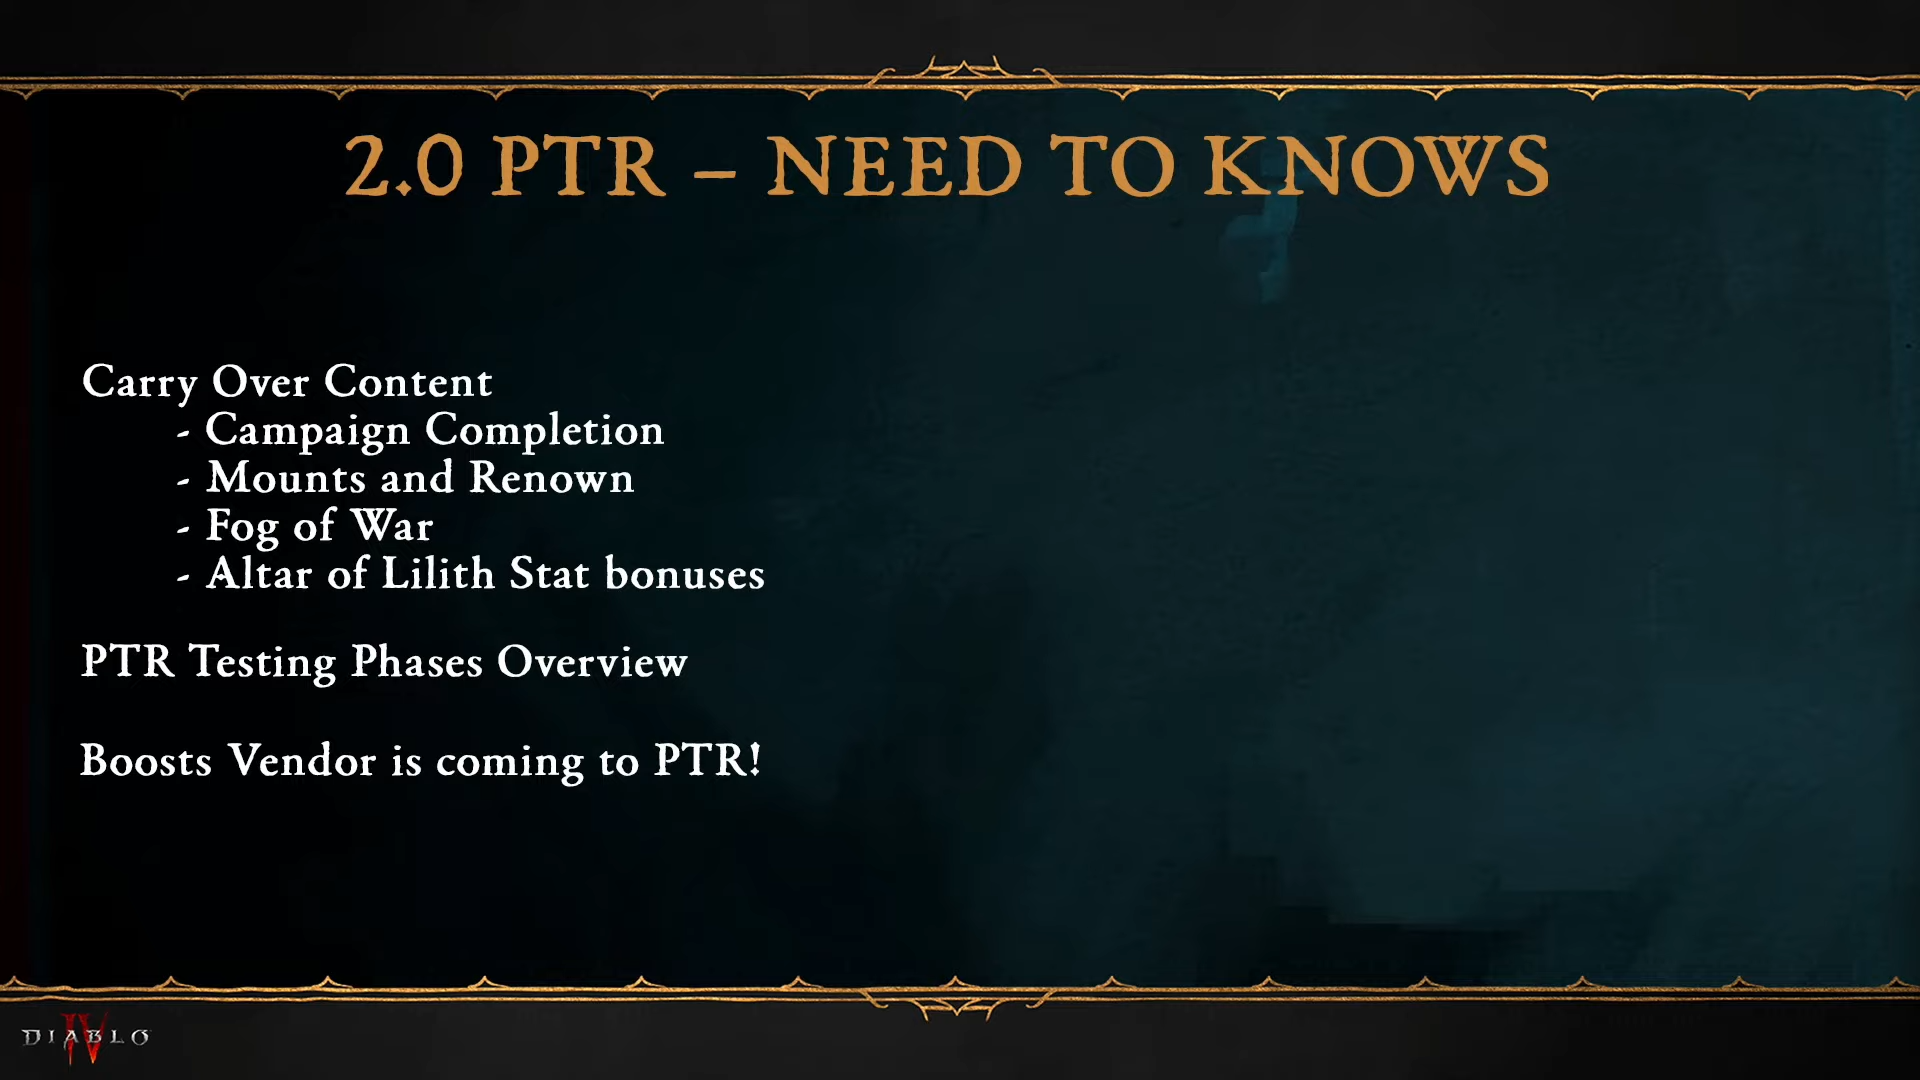 2.0 PTR – NEED TO KNOWS
Carry Over Content
- Campaign Completion
- Mounts and Renown
- Fog of War
- Altar of Lilith Stat bonuses
PTR Testing Phases Overview
Boosts Vendor is coming to PTR!
DIABLO IV